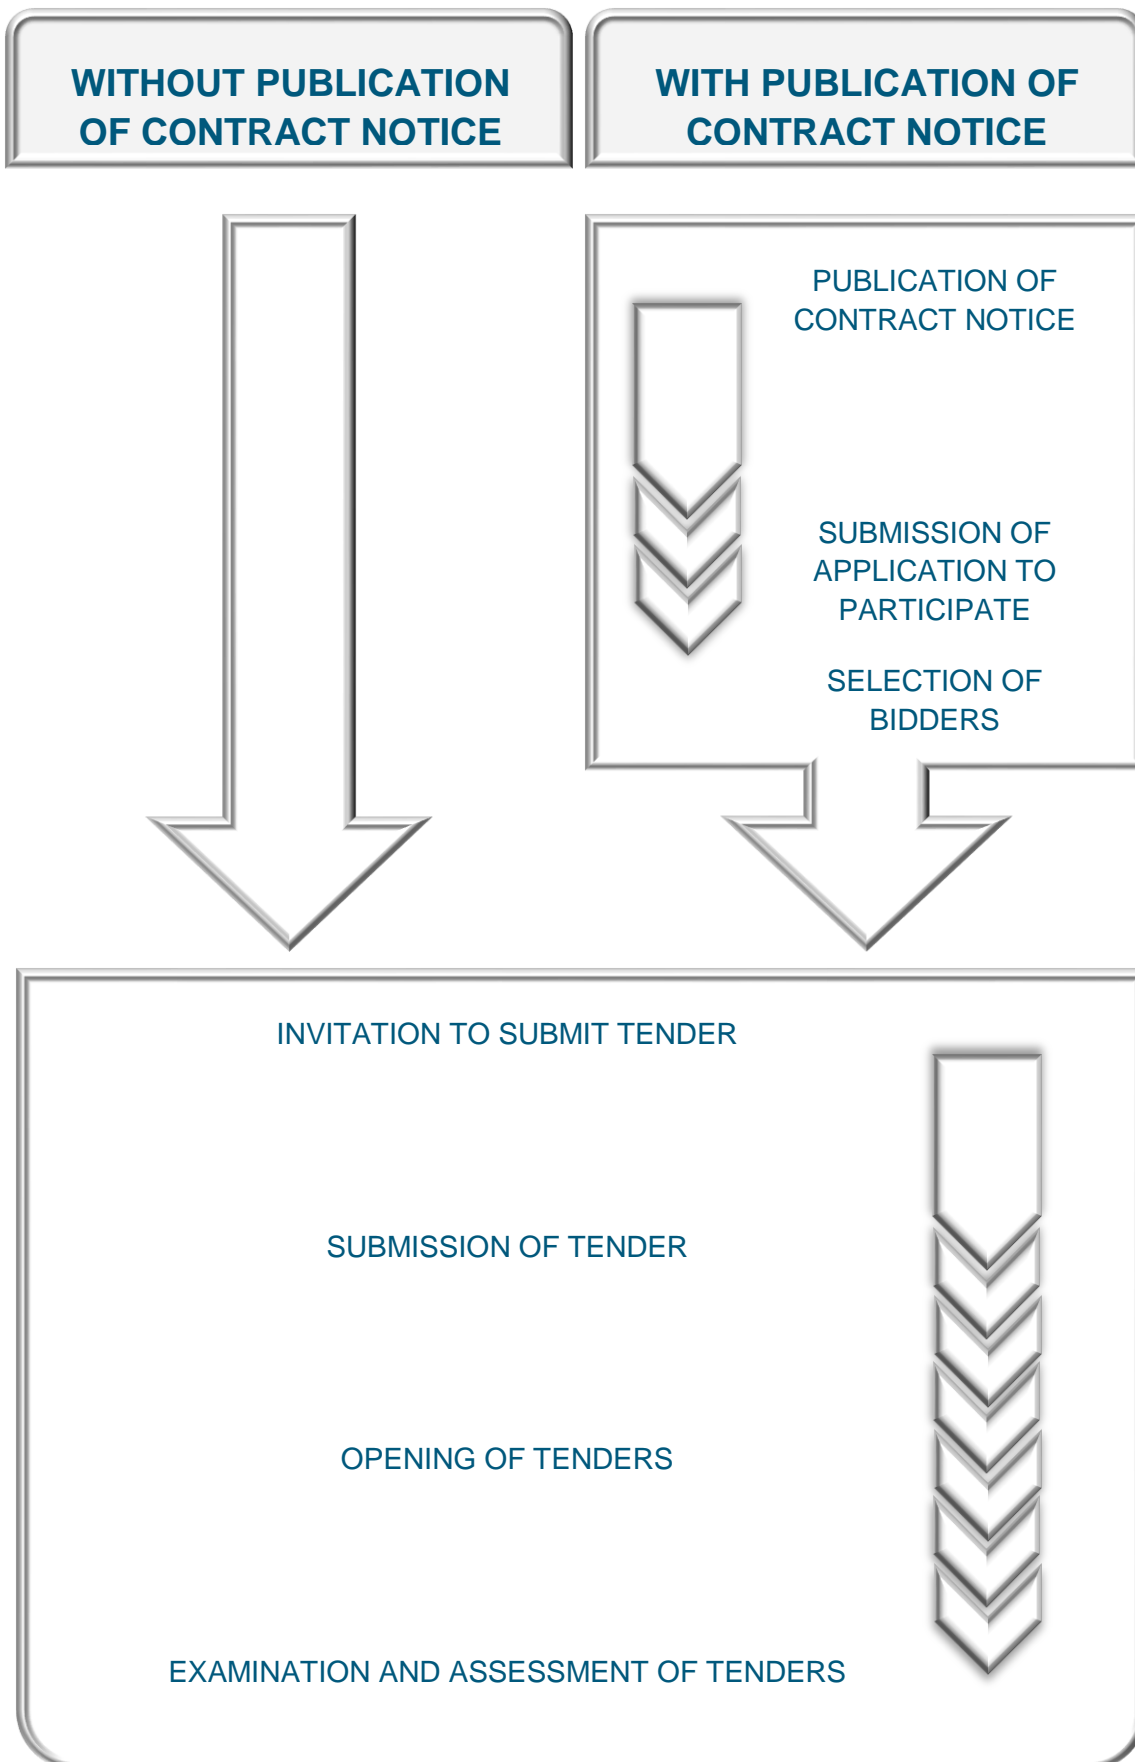 WITHOUT PUBLICATION
OF CONTRACT NOTICE
WITH PUBLICATION OF
CONTRACT NOTICE
PUBLICATION OF
CONTRACT NOTICE
SUBMISSION OF
APPLICATION TO
PARTICIPATE
SELECTION OF
BIDDERS
INVITATION TO SUBMIT TENDER
SUBMISSION OF TENDER
OPENING OF TENDERS
EXAMINATION AND ASSESSMENT OF TENDERS